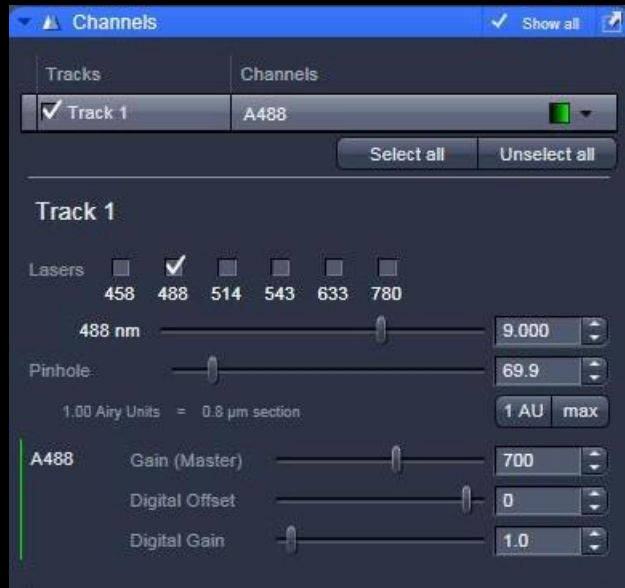 Channels Show all
Tracks Channels
Track 1 A488
Select all Unselect all
Track 1
Lasers
458 488 514 543 633 780
488 nm 9.000
Pinhole 69.9
1.00 Airy Units = 0.8 µm section 1 AU max
A488 Gain (Master) 700
Digital Offset 0
Digital Gain 1.0